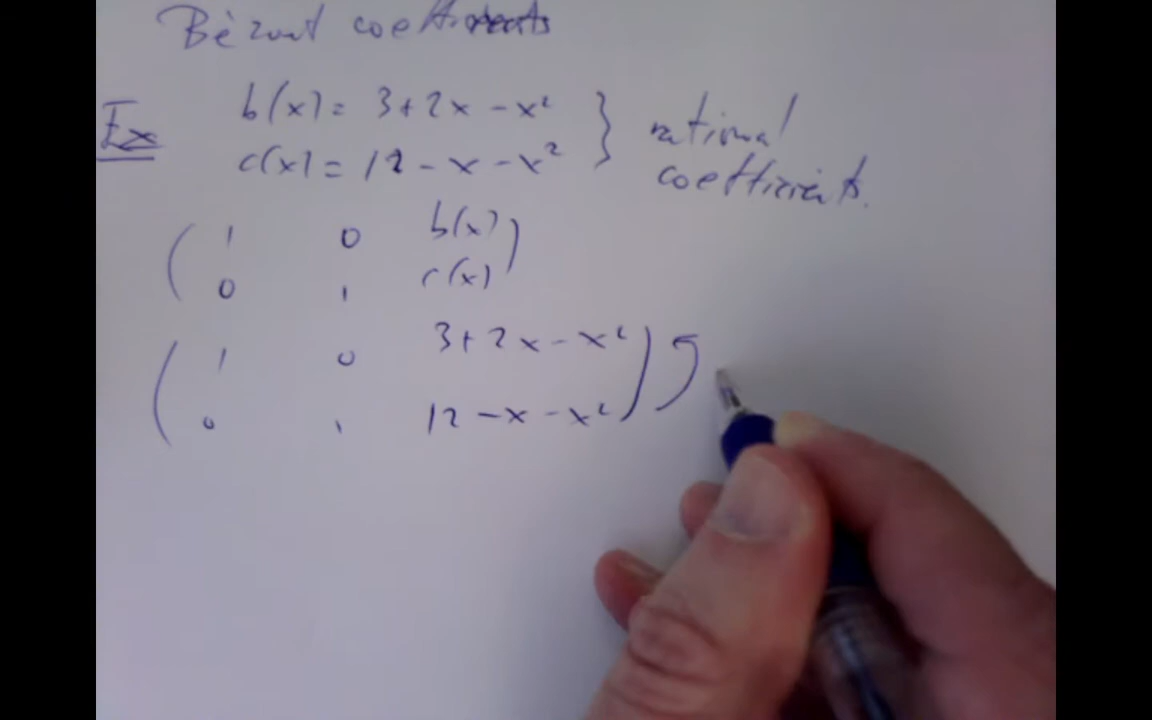 Bézout coefficients
Ex b(x) = 3 + 2x - x² } rational
c(x) = 12 - x - x² coefficients.
( 1 0 b(x) )
0 1 c(x)
( 1 0 3 + 2x - x² )
0 1 12 - x - x²